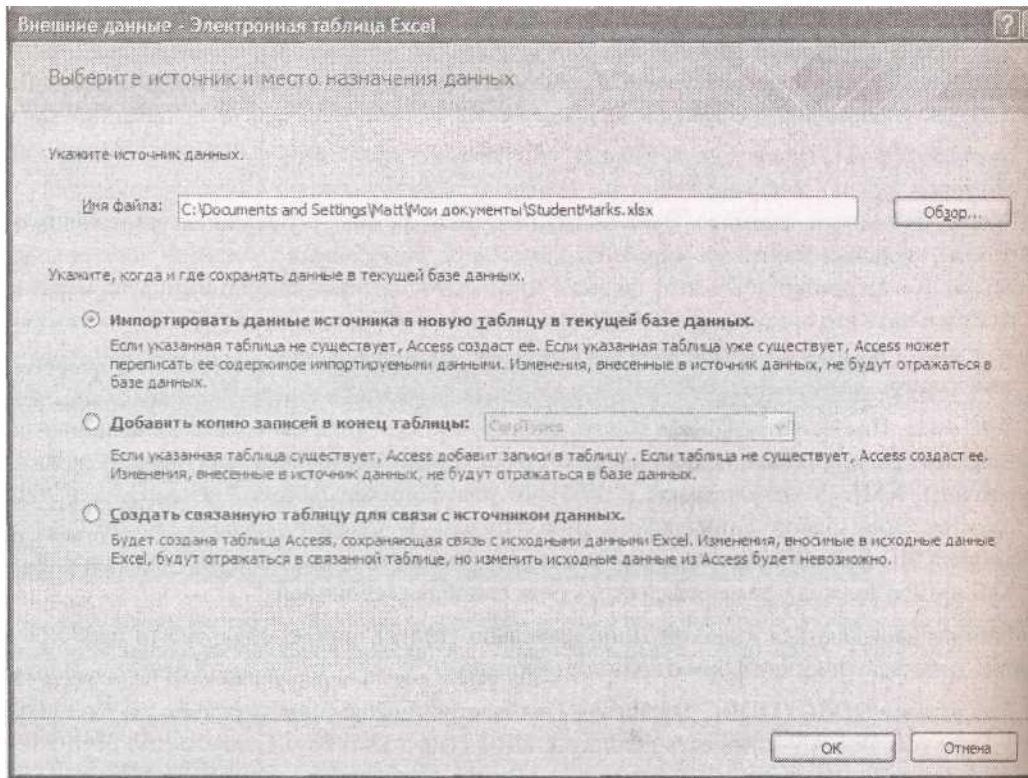 Внешние данные - Электронная таблица Excel
Выберите источник и место назначения данных
Укажите источник данных.
Имя файла: C:\Documents and Settings\Matt\Мои документы\StudentMarks.xlsx Обзор...
Укажите, когда и где сохранять данные в текущей базе данных.
Импортировать данные источника в новую таблицу в текущей базе данных.
Если указанная таблица не существует, Access создаст ее. Если указанная таблица уже существует, Access может
переписать ее содержимое импортируемыми данными. Изменения, внесенные в источник данных, не будут отражаться в
базе данных.
Добавить копию записей в конец таблицы:
Если указанная таблица существует, Access добавит записи в таблицу . Если таблица не существует, Access создаст ее.
Изменения, внесенные в источник данных, не будут отражаться в базе данных.
Создать связанную таблицу для связи с источником данных.
Будет создана таблица Access, сохраняющая связь с исходными данными Excel. Изменения, вносимые в исходные данные
Excel, будут отражаться в связанной таблице, но изменить исходные данные из Access будет невозможно.
OK Отмена